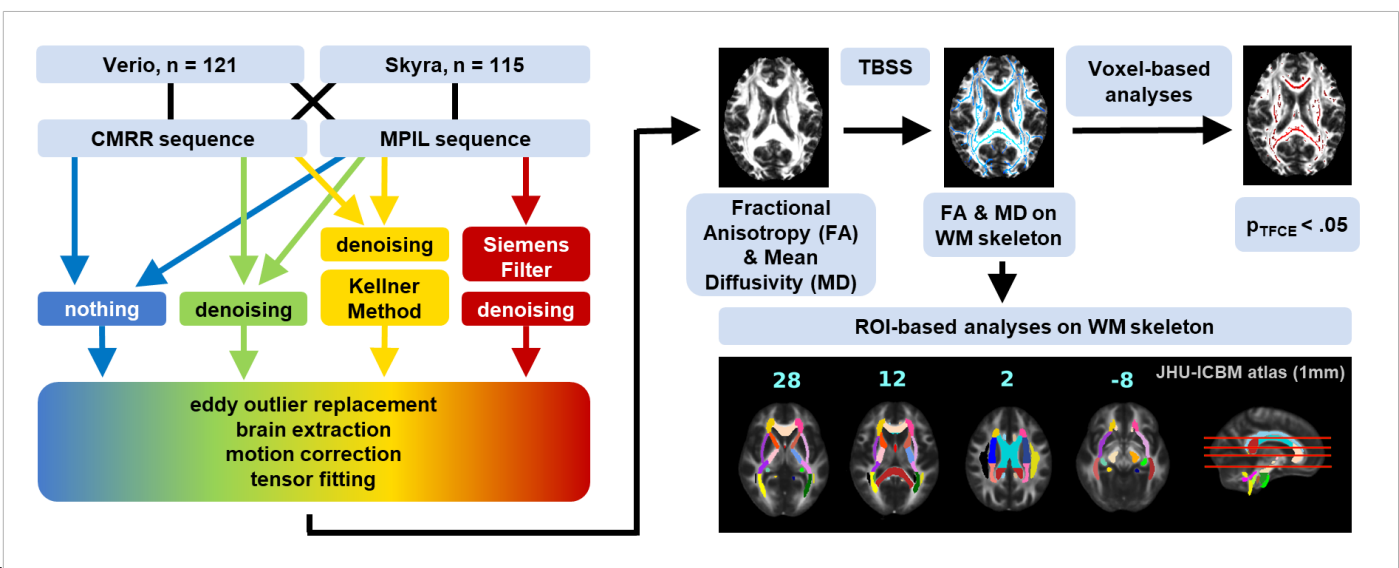 Verio, n = 121
Skyra, n = 115
CMRR sequence
MPIL sequence
denoising
Siemens
Filter
Kellner
Method
nothing
denoising
denoising
eddy outlier replacement
brain extraction
motion correction
tensor fitting
TBSS
Voxel-based
analyses
Fractional
Anisotropy (FA)
& Mean
Diffusivity (MD)
FA & MD on
WM skeleton
pTFCE < .05
ROI-based analyses on WM skeleton
28
12
2
-8
JHU-ICBM atlas (1mm)